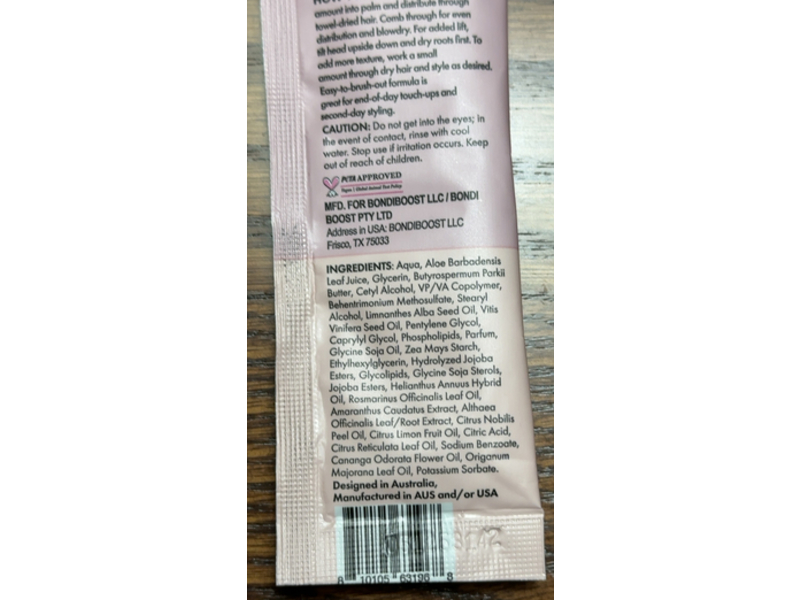 amount into palm and distribute through
towel-dried hair. Comb through for even
distribution and blowdry. For added lift,
tilt head upside down and dry roots first. To
add more texture, work a small
amount through dry hair and style as desired.
Easy-to-brush-out formula is
great for end-of-day touch-ups and
second-day styling.
CAUTION: Do not get into the eyes; in
the event of contact, rinse with cool
water. Stop use if irritation occurs. Keep
out of reach of children.
PETA APPROVED
Vegan | Global Animal Test Policy
MFD. FOR BONDIBOOST LLC / BONDI
BOOST PTY LTD
Address in USA: BONDIBOOST LLC
Frisco, TX 75033
INGREDIENTS: Aqua, Aloe Barbadensis
Leaf Juice, Glycerin, Butyrospermum Parkii
Butter, Cetyl Alcohol, VP/VA Copolymer,
Behentrimonium Methosulfate, Stearyl
Alcohol, Limnanthes Alba Seed Oil, Vitis
Vinifera Seed Oil, Pentylene Glycol,
Caprylyl Glycol, Phospholipids, Parfum,
Glycine Soja Oil, Zea Mays Starch,
Ethylhexylglycerin, Hydrolyzed Jojoba
Esters, Glycolipids, Glycine Soja Sterols,
Jojoba Esters, Helianthus Annuus Hybrid
Oil, Rosmarinus Officinalis Leaf Oil,
Amaranthus Caudatus Extract, Althaea
Officinalis Leaf/Root Extract, Citrus Nobilis
Peel Oil, Citrus Limon Fruit Oil, Citric Acid,
Citrus Reticulata Leaf Oil, Sodium Benzoate,
Cananga Odorata Flower Oil, Origanum
Majorana Leaf Oil, Potassium Sorbate.
Designed in Australia,
Manufactured in AUS and/or USA
8 10105 63196 8